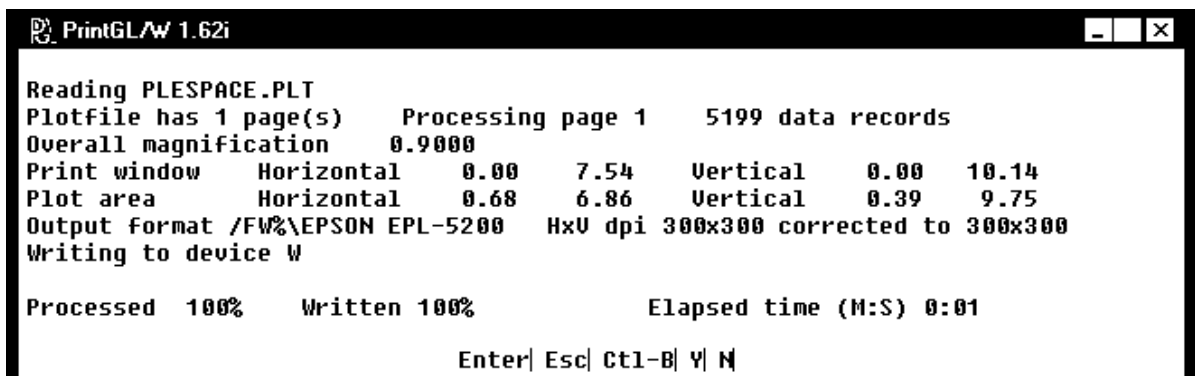 PrintGL/W 1.62i
Reading PLESPACE.PLT
Plotfile has 1 page(s) Processing page 1 5199 data records
Overall magnification 0.9000
Print window Horizontal 0.00 7.54 Vertical 0.00 10.14
Plot area Horizontal 0.68 6.86 Vertical 0.39 9.75
Output format /FW%\EPSON EPL-5200 HxV dpi 300x300 corrected to 300x300
Writing to device W
Processed 100% Written 100% Elapsed time (M:S) 0:01
Enter| Esc| Ctl-B| Y| N|